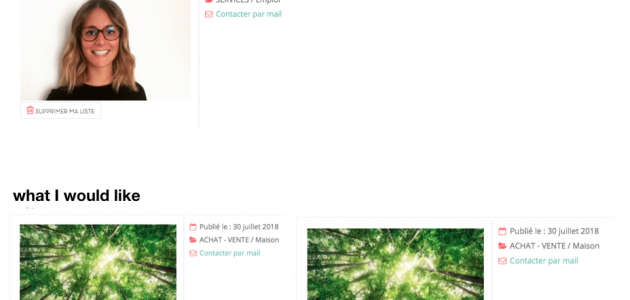 SERVICES / Emploi
Contacter par mail
SUPPRIMER MA LISTE
what I would like
Publié le : 30 juillet 2018
ACHAT - VENTE / Maison
Contacter par mail
Publié le : 30 juillet 2018
ACHAT - VENTE / Maison
Contacter par mail